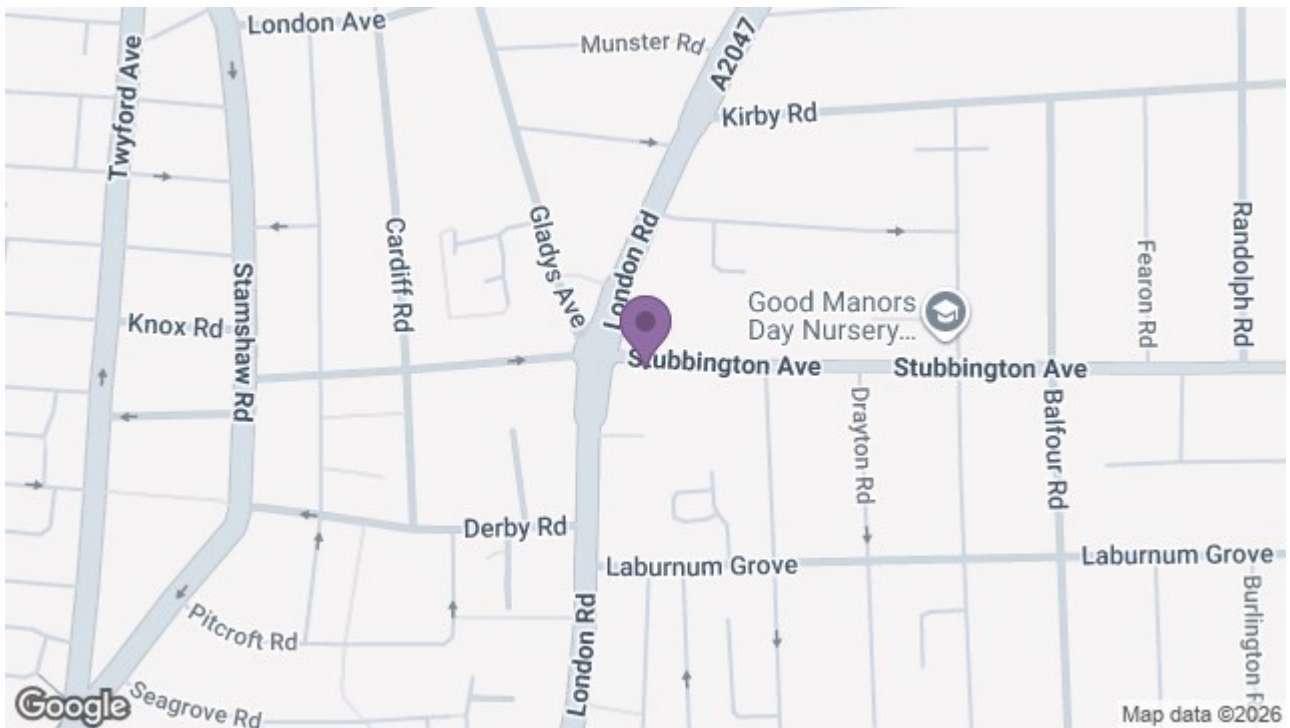 London Ave
Munster Rd
A2047
Kirby Rd
Twyford Ave
Stamshaw Rd
Cardiff Rd
Gladys Ave
London Rd
Randolph Rd
Fearon Rd
Good Manors
Day Nursery...
Knox Rd
Stubbington Ave
Stubbington Ave
Drayton Rd
Balfour Rd
Derby Rd
Laburnum Grove
Laburnum Grove
London Rd
Pitcroft Rd
Seagrove Rd
Burlington
Google
Map data ©2026